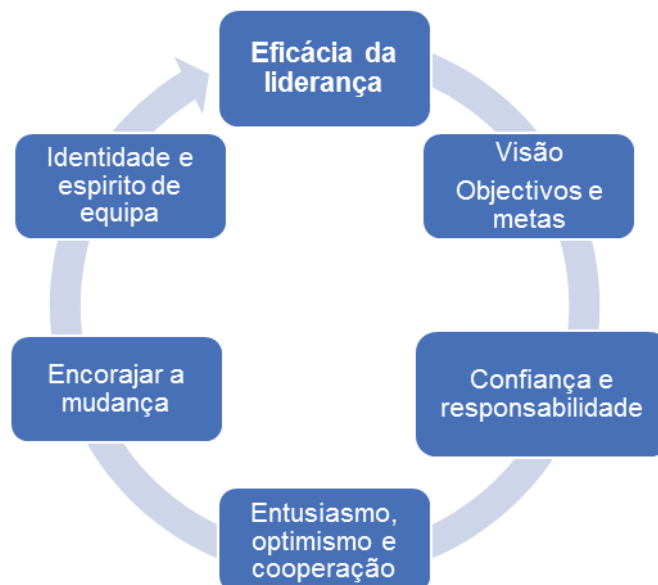 Eficácia da
liderança
Visão
Objectivos e
metas
Confiança e
responsabilidade
Entusiasmo,
optimismo e
cooperação
Encorajar a
mudança
Identidade e
espirito de
equipa